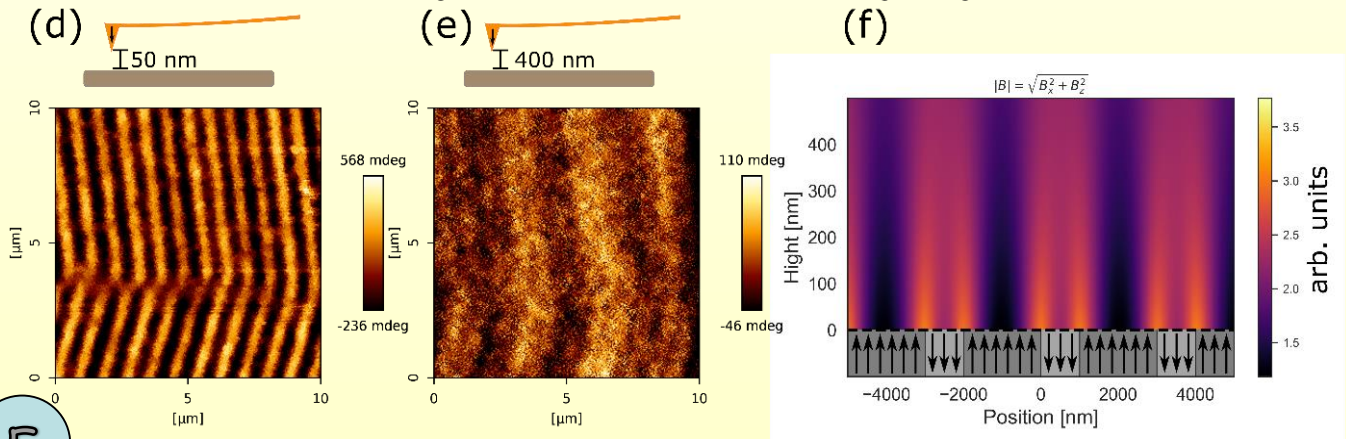 (d)
50 nm
10
5
0
[µm]
0
5
10
[µm]
568 mdeg
-236 mdeg
(e)
400 nm
10
5
0
[µm]
0
5
10
[µm]
110 mdeg
-46 mdeg
(f)
|B| = √B_x^2 + B_z^2
400
300
200
100
0
Hight [nm]
−4000
−2000
0
2000
4000
Position [nm]
3.5
3.0
2.5
2.0
1.5
arb. units